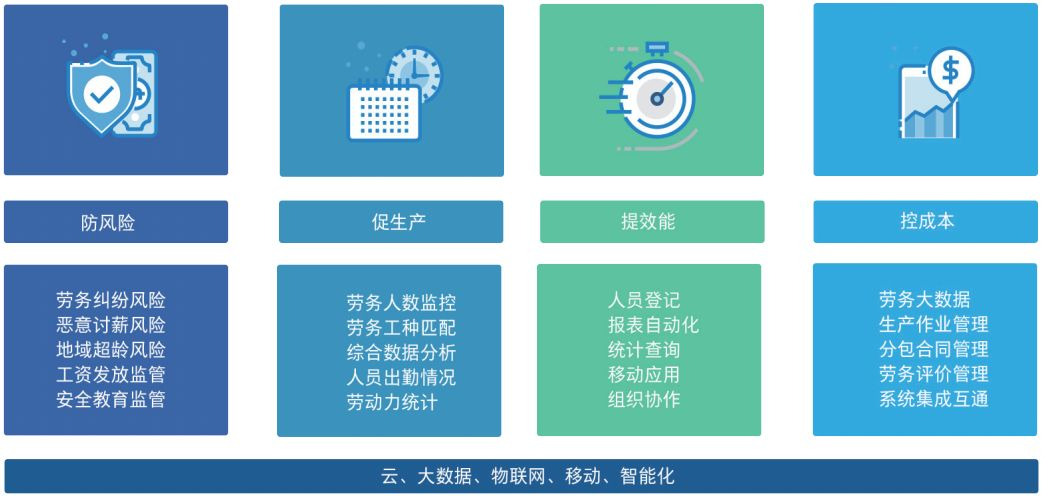 防风险
促生产
提效能
控成本
劳务纠纷风险
恶意讨薪风险
地域超龄风险
工资发放监管
安全教育监管
劳务人数监控
劳务工种匹配
综合数据分析
人员出勤情况
劳动力统计
人员登记
报表自动化
统计查询
移动应用
组织协作
劳务大数据
生产作业管理
分包合同管理
劳务评价管理
系统集成互通
云、大数据、物联网、移动、智能化